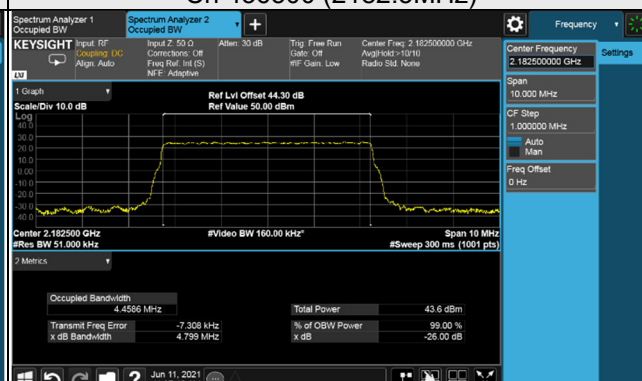 Spectrum Analyzer 1
Occupied BW
Spectrum Analyzer 2
Occupied BW
+
Frequency
KEYSIGHT
Input: RF
Coupling: DC
Align: Auto
Input Z: 50 Ω
Corrections: Off
Freq Ref: Int (S)
NFE: Adaptive
Atten: 30 dB
Trig: Free Run
Gate: Off
#IF Gain: Low
Center Freq: 2.182500000 GHz
Avg|Hold:>10/10
Radio Std: None
LXI
Center Frequency
2.182500000 GHz
Settings
Span
10.000 MHz
CF Step
1.000000 MHz
Auto
Man
Freq Offset
0 Hz
1 Graph
Scale/Div 10.0 dB
Ref Lvl Offset 44.30 dB
Ref Value 50.00 dBm
Log
40.0
30.0
20.0
10.0
0.00
-10.0
-20.0
-30.0
-40.0
Center 2.182500 GHz
#Res BW 51.000 kHz
#Video BW 160.00 kHz*
Span 10 MHz
#Sweep 300 ms (1001 pts)
2 Metrics
Occupied Bandwidth
4.4586 MHz
Total Power 43.6 dBm
Transmit Freq Error -7.308 kHz
% of OBW Power 99.00 %
x dB Bandwidth 4.799 MHz
x dB -26.00 dB
?
Jun 11, 2021